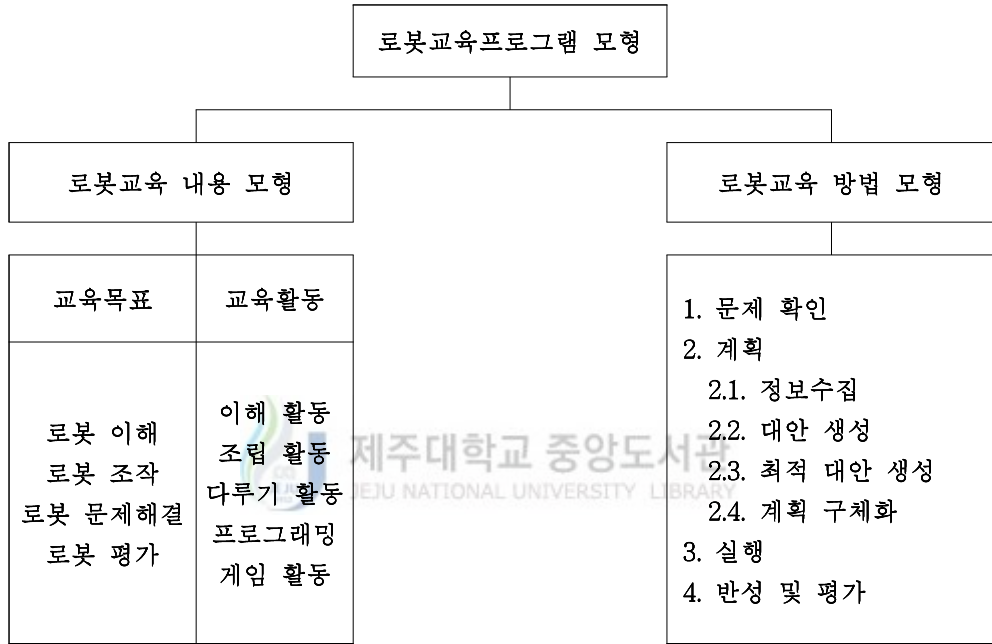 로봇교육프로그램 모형
로봇교육 내용 모형
로봇교육 방법 모형
교육목표
교육활동
로봇 이해
로봇 조작
로봇 문제해결
로봇 평가
이해 활동
조립 활동
다루기 활동
프로그래밍
게임 활동
1. 문제 확인
2. 계획
2.1. 정보수집
2.2. 대안 생성
2.3. 최적 대안 생성
2.4. 계획 구체화
3. 실행
4. 반성 및 평가
제주대학교 중앙도서관
JEJU NATIONAL UNIVERSITY LIBRARY